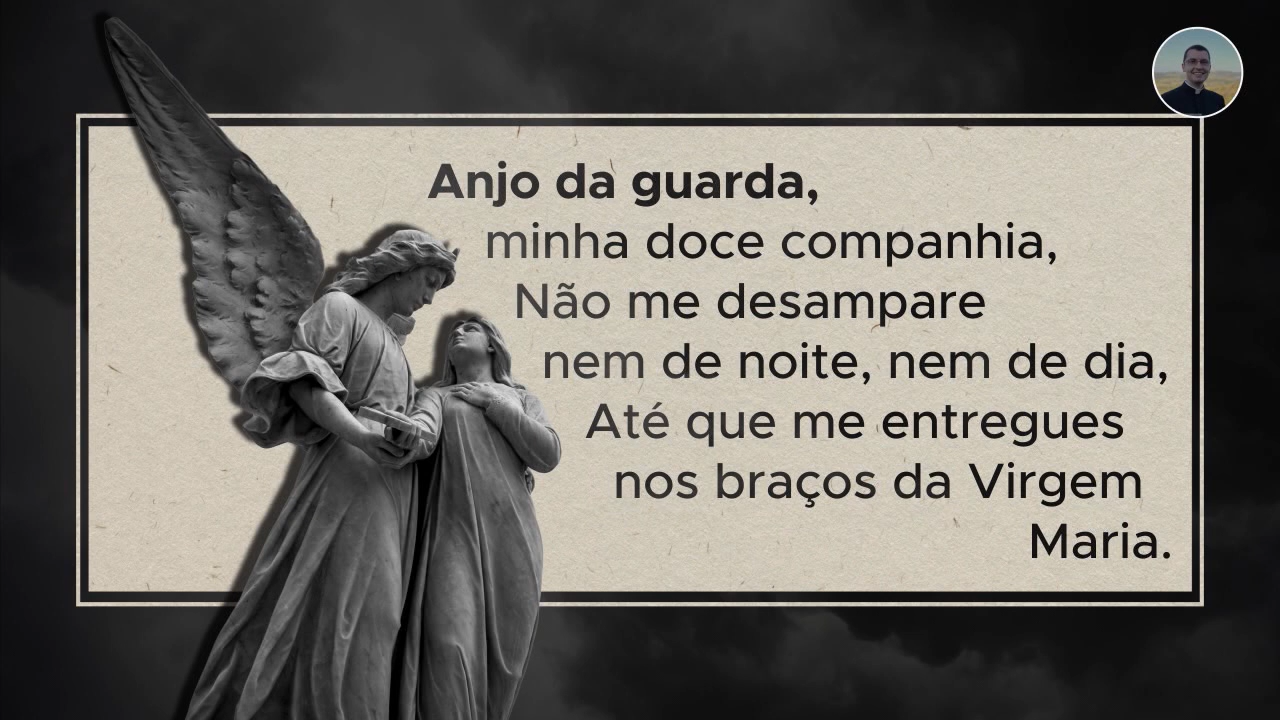 Anjo da guarda,
minha doce companhia,
Não me desampare
nem de noite, nem de dia,
Até que me entregues
nos braços da Virgem
Maria.